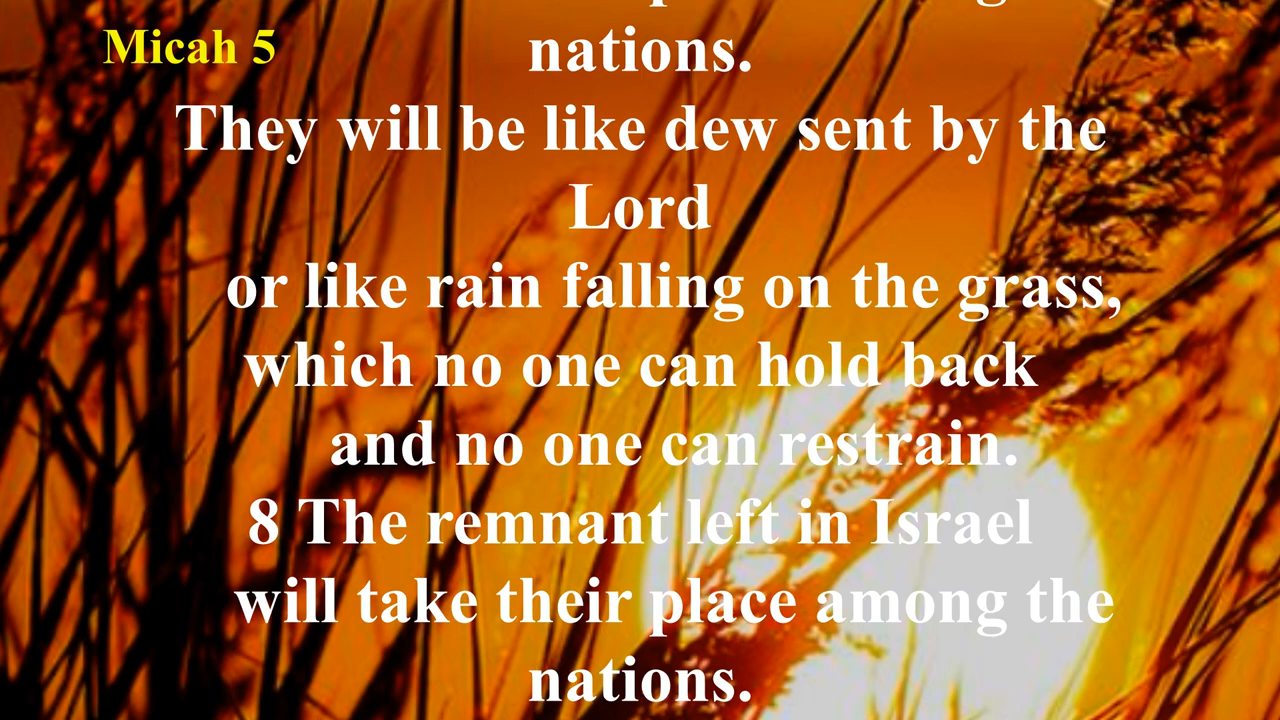 Micah 5
nations.
They will be like dew sent by the
Lord
or like rain falling on the grass,
which no one can hold back
and no one can restrain.
8 The remnant left in Israel
will take their place among the
nations.